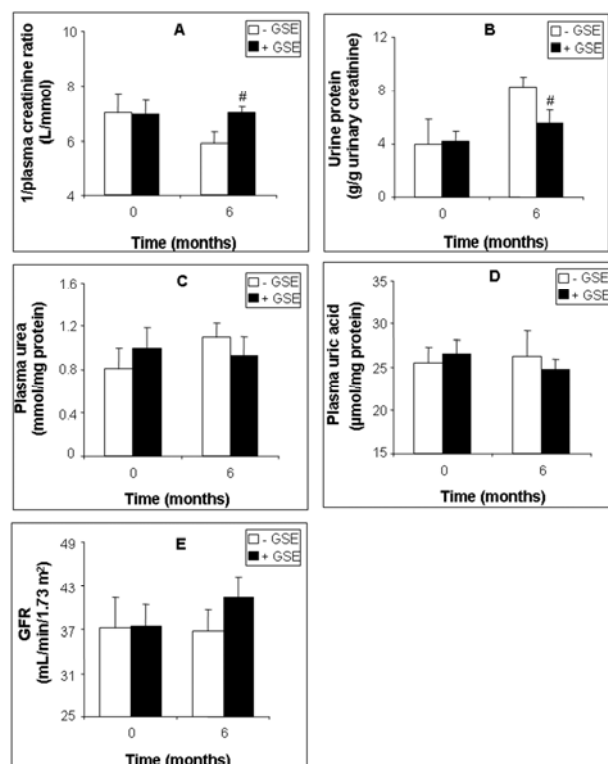 A
- GSE
+ GSE
1/plasma creatinine ratio
(L/mmol)
8
7
6
4
#
0
6
Time (months)
B
- GSE
+ GSE
Urine protein
(g/g urinary creatinine)
12
8
4
0
#
0
6
Time (months)
C
- GSE
+ GSE
Plasma urea
(mmol/mg protein)
1.6
1.2
0.8
0.4
0
0
6
Time (months)
D
- GSE
+ GSE
Plasma uric acid
(µmol/mg protein)
35
30
25
20
15
0
6
Time (months)
E
- GSE
+ GSE
GFR
(mL/min/1.73 m²)
49
43
37
31
25
0
6
Time (months)